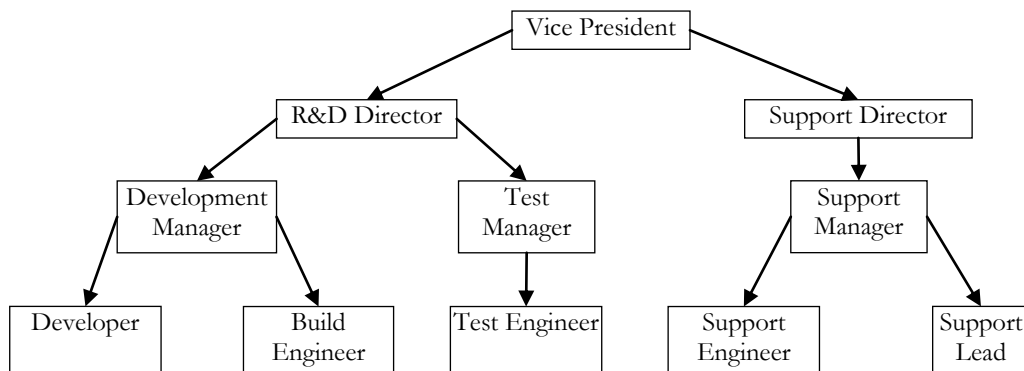 Vice President
R&D Director
Support Director
Development
Manager
Test
Manager
Support
Manager
Developer
Build
Engineer
Test Engineer
Support
Engineer
Support
Lead